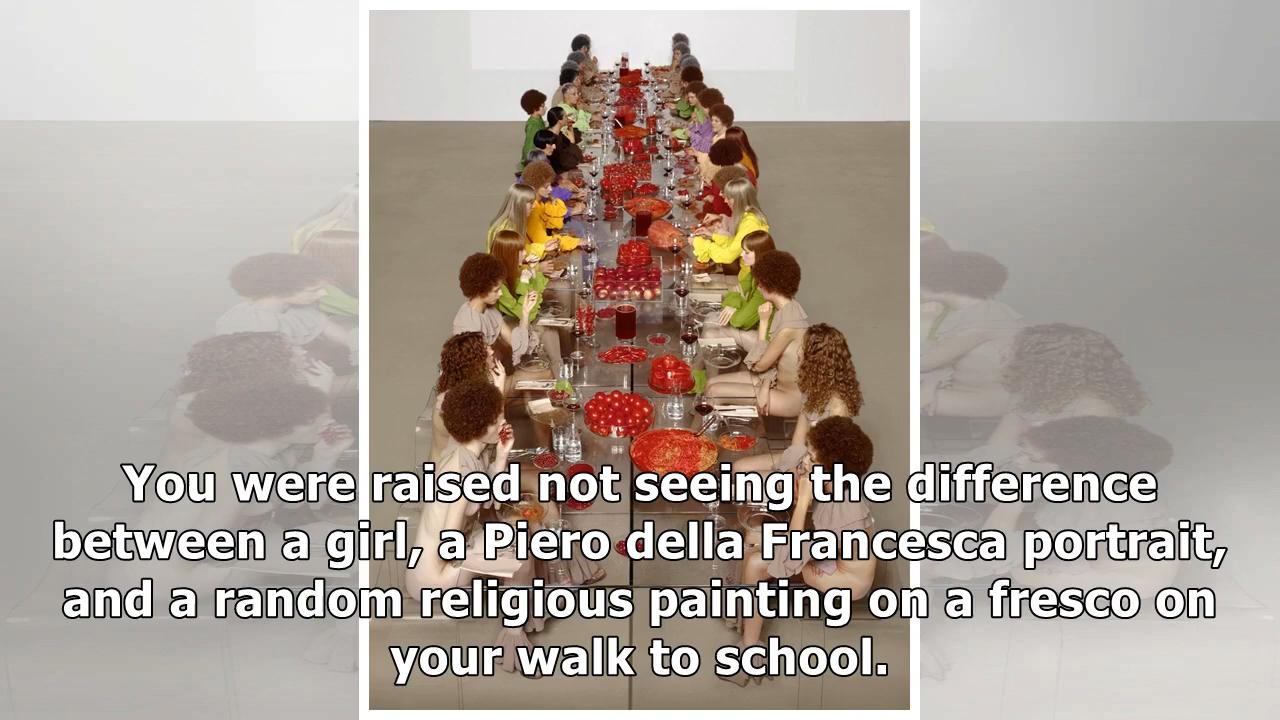 You were raised not seeing the difference
between a girl, a Piero della Francesca portrait,
and a random religious painting on a fresco on
your walk to school.